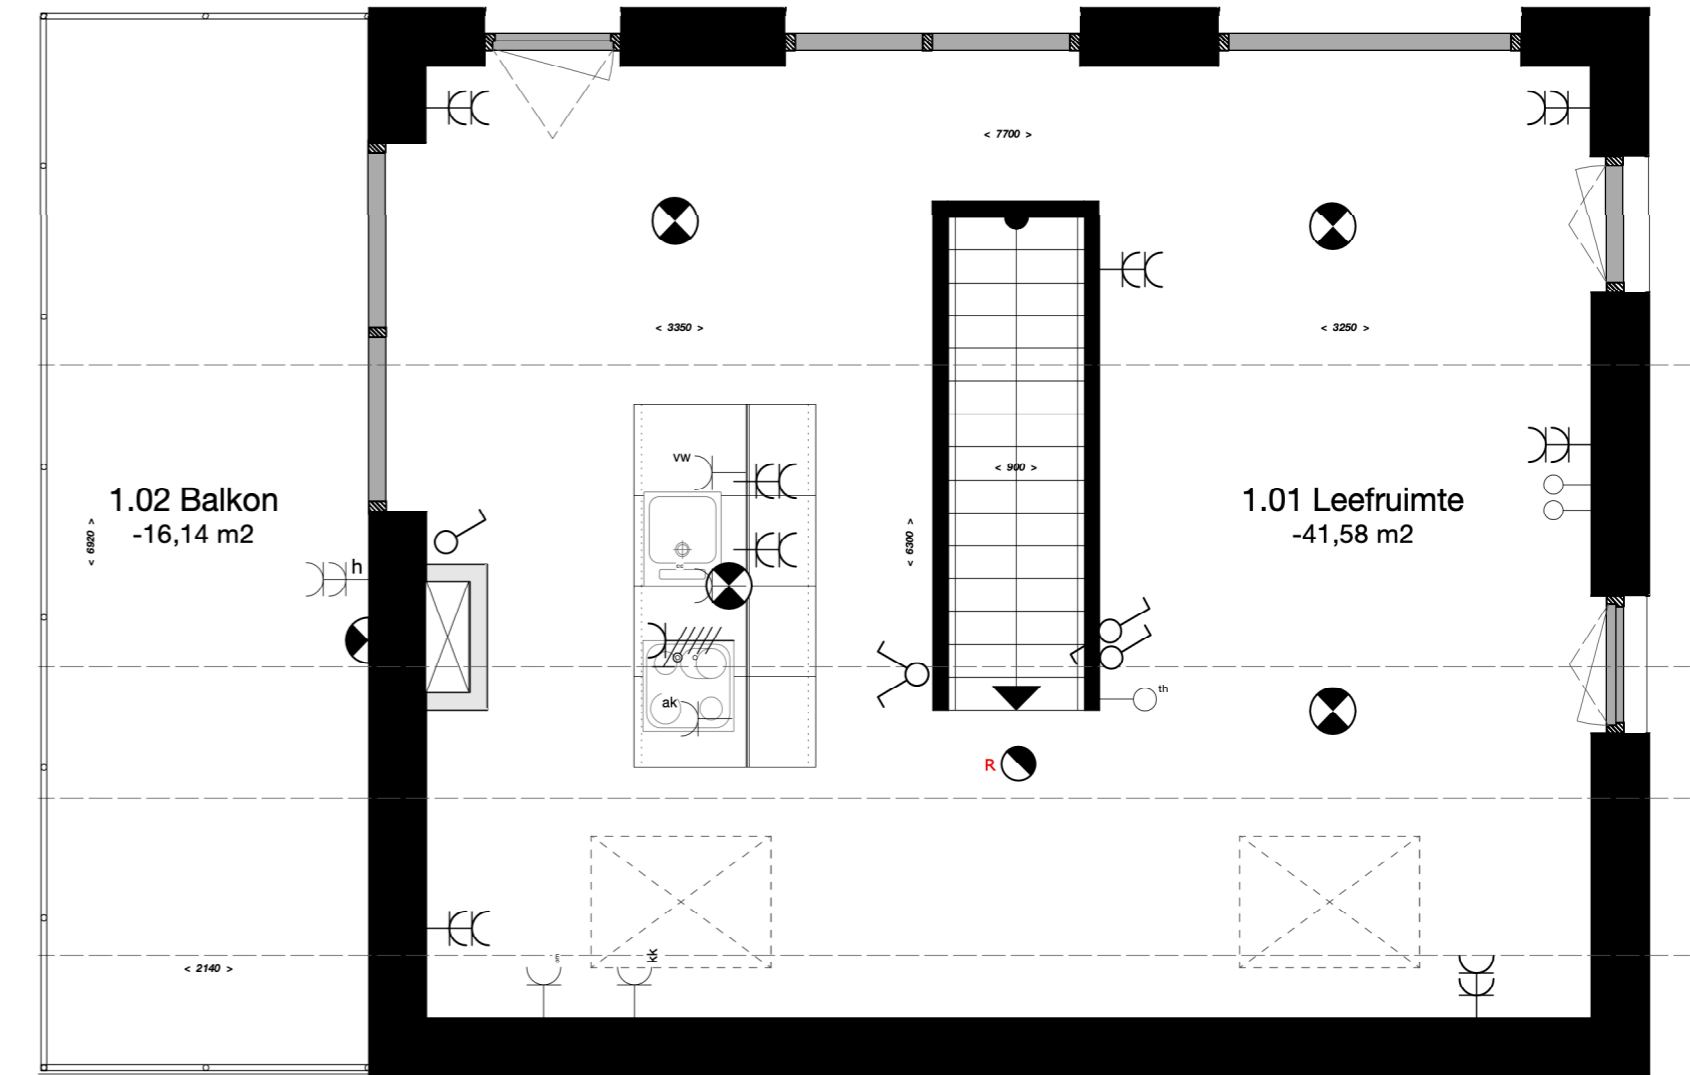 < 7700 >
< 3350 >
< 3250 >
vw
< 900 >
1.02 Balkon
-16,14 m2
1.01 Leefruimte
-41,58 m2
< 6920 >
< 6300 >
h
cc
ak
th
R
kk
< 2140 >